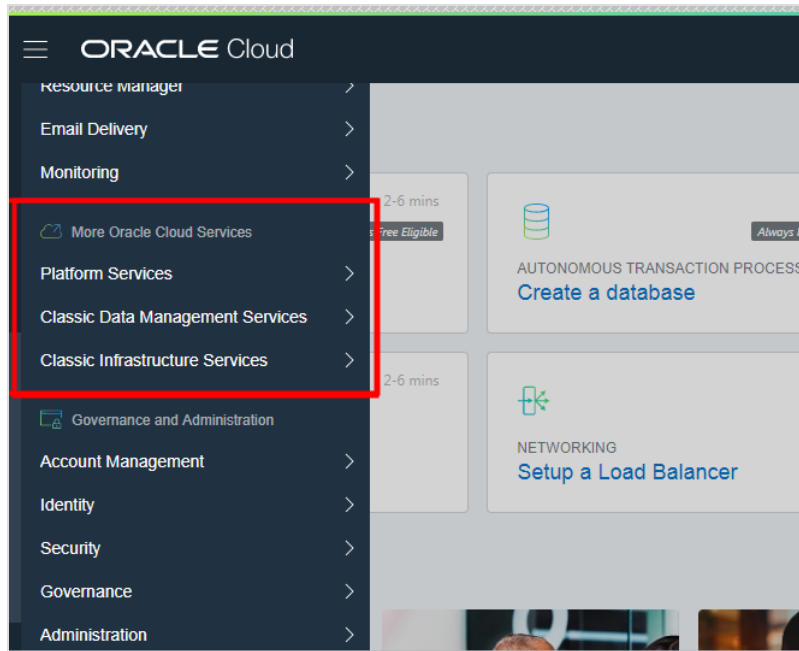 ORACLE Cloud
Resource Manager
Email Delivery
Monitoring
More Oracle Cloud Services
Platform Services
Classic Data Management Services
Classic Infrastructure Services
Governance and Administration
Account Management
Identity
Security
Governance
Administration
2-6 mins
Free Eligible
2-6 mins
Always
AUTONOMOUS TRANSACTION PROCESS
Create a database
NETWORKING
Setup a Load Balancer